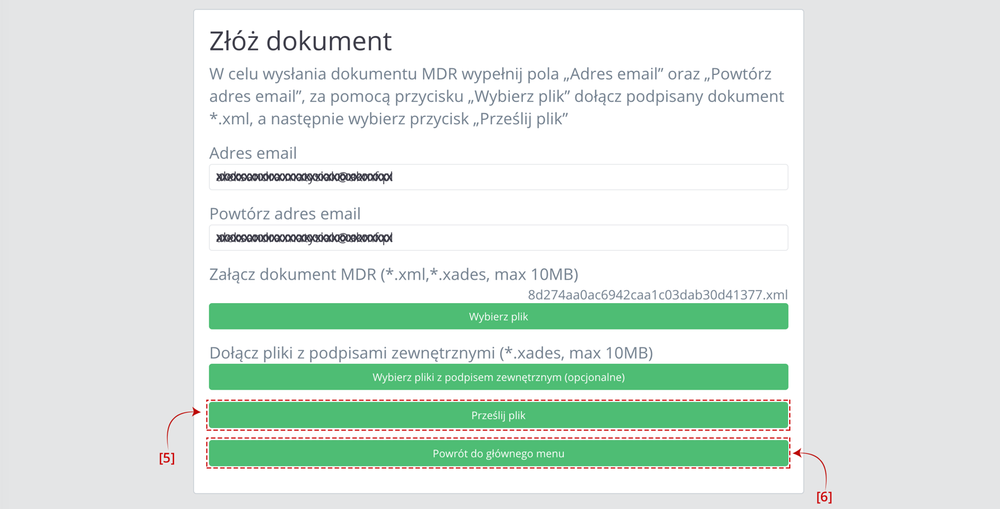 Złóż dokument
W celu wysłania dokumentu MDR wypełnij pola „Adres email” oraz „Powtórz
adres email”, za pomocą przycisku „Wybierz plik” dołącz podpisany dokument
*.xml, a następnie wybierz przycisk „Prześlij plik”
Adres email
Powtórz adres email
Załącz dokument MDR (*.xml,*.xades, max 10MB)
8d274aa0ac6942caa1c03dab30d41377.xml
Wybierz plik
Dołącz pliki z podpisami zewnętrznymi (*.xades, max 10MB)
Wybierz pliki z podpisem zewnętrznym (opcjonalne)
Prześlij plik
[5]
Powrót do głównego menu
[6]